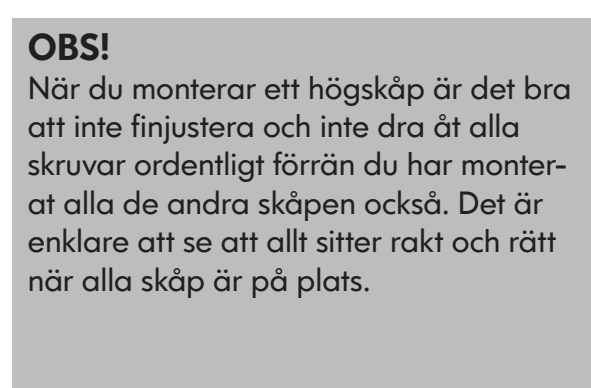 OBS!
När du monterar ett högskåp är det bra
att inte finjustera och inte dra åt alla
skruvar ordentligt förrän du har monter-
at alla de andra skåpen också. Det är
enklare att se att allt sitter rakt och rätt
när alla skåp är på plats.